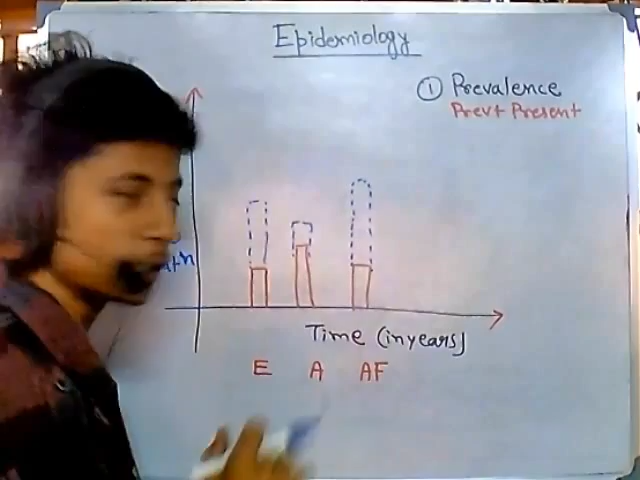 Epidemiology
① Prevalence
Prev+ Present
Time (in years)
E A AF